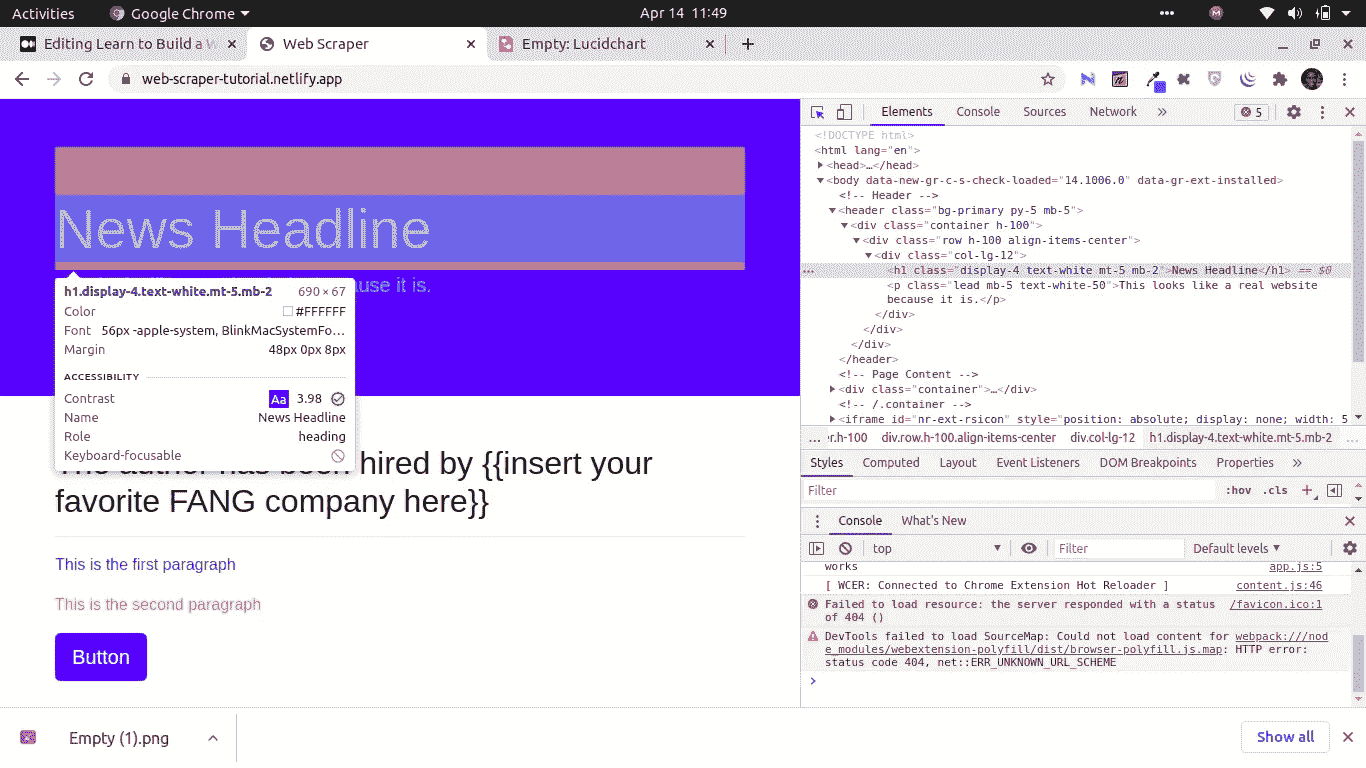 Activities Google Chrome Apr 14 11:49
Editing Learn to Build a W Web Scraper Empty: Lucidchart
web-scraper-tutorial.netlify.app
News Headline
ause it is.
h1.display-4.text-white.mt-5.mb-2 690 × 67
Color #FFFFFF
Font 56px -apple-system, BlinkMacSystemFo…
Margin 48px 0px 8px
ACCESSIBILITY
Contrast Aa 3.98
Name News Headline
Role heading
Keyboard-focusable
hired by {{insert your
favorite FANG company here}}
This is the first paragraph
This is the second paragraph
Button
Elements Console Sources Network » 5
<!DOCTYPE html>
<html lang="en">
<head>…</head>
<body data-new-gr-c-s-check-loaded="14.1006.0" data-gr-ext-installed>
<!-- Header -->
<header class="bg-primary py-5 mb-5">
<div class="container h-100">
<div class="row h-100 align-items-center">
<div class="col-lg-12">
<h1 class="display-4 text-white mt-5 mb-2">News Headline</h1> == $0
<p class="lead mb-5 text-white-50">This looks like a real website
because it is.</p>
</div>
</div>
</div>
</header>
<!-- Page Content -->
<div class="container">…</div>
<!-- /.container -->
<iframe id="nr-ext-rsicon" style="position: absolute; display: none; width: 5
... r.h-100 div.row.h-100.align-items-center div.col-lg-12 h1.display-4.text-white.mt-5.mb-2 ...
Styles Computed Layout Event Listeners DOM Breakpoints Properties »
Filter :hov .cls +
Console What's New
top Filter Default levels
works app.js:5
[ WCER: Connected to Chrome Extension Hot Reloader ] content.js:46
Failed to load resource: the server responded with a status /favicon.ico:1
of 404 ()
DevTools failed to load SourceMap: Could not load content for webpack:///nod
e_modules/webextension-polyfill/dist/browser-polyfill.js.map: HTTP error:
status code 404, net::ERR_UNKNOWN_URL_SCHEME
Empty (1).png Show all